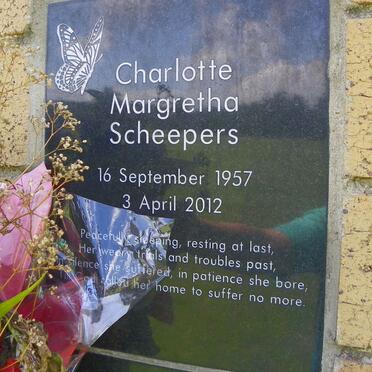 Charlotte
Margretha
Scheepers
16 September 1957
3 April 2012
Peacefully sleeping, resting at last,
Her weary trials and troubles past,
silence she suffered, in patience she bore,
called her home to suffer no more.